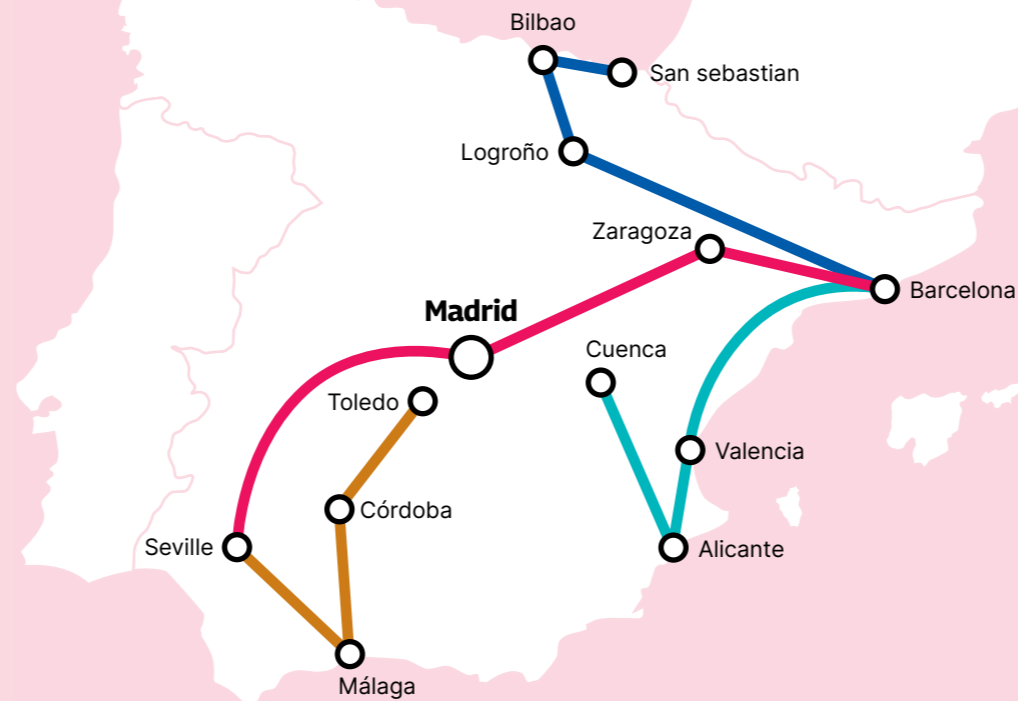 Bilbao
San sebastian
Logroño
Zaragoza
Barcelona
Madrid
Cuenca
Toledo
Valencia
Córdoba
Seville
Alicante
Málaga